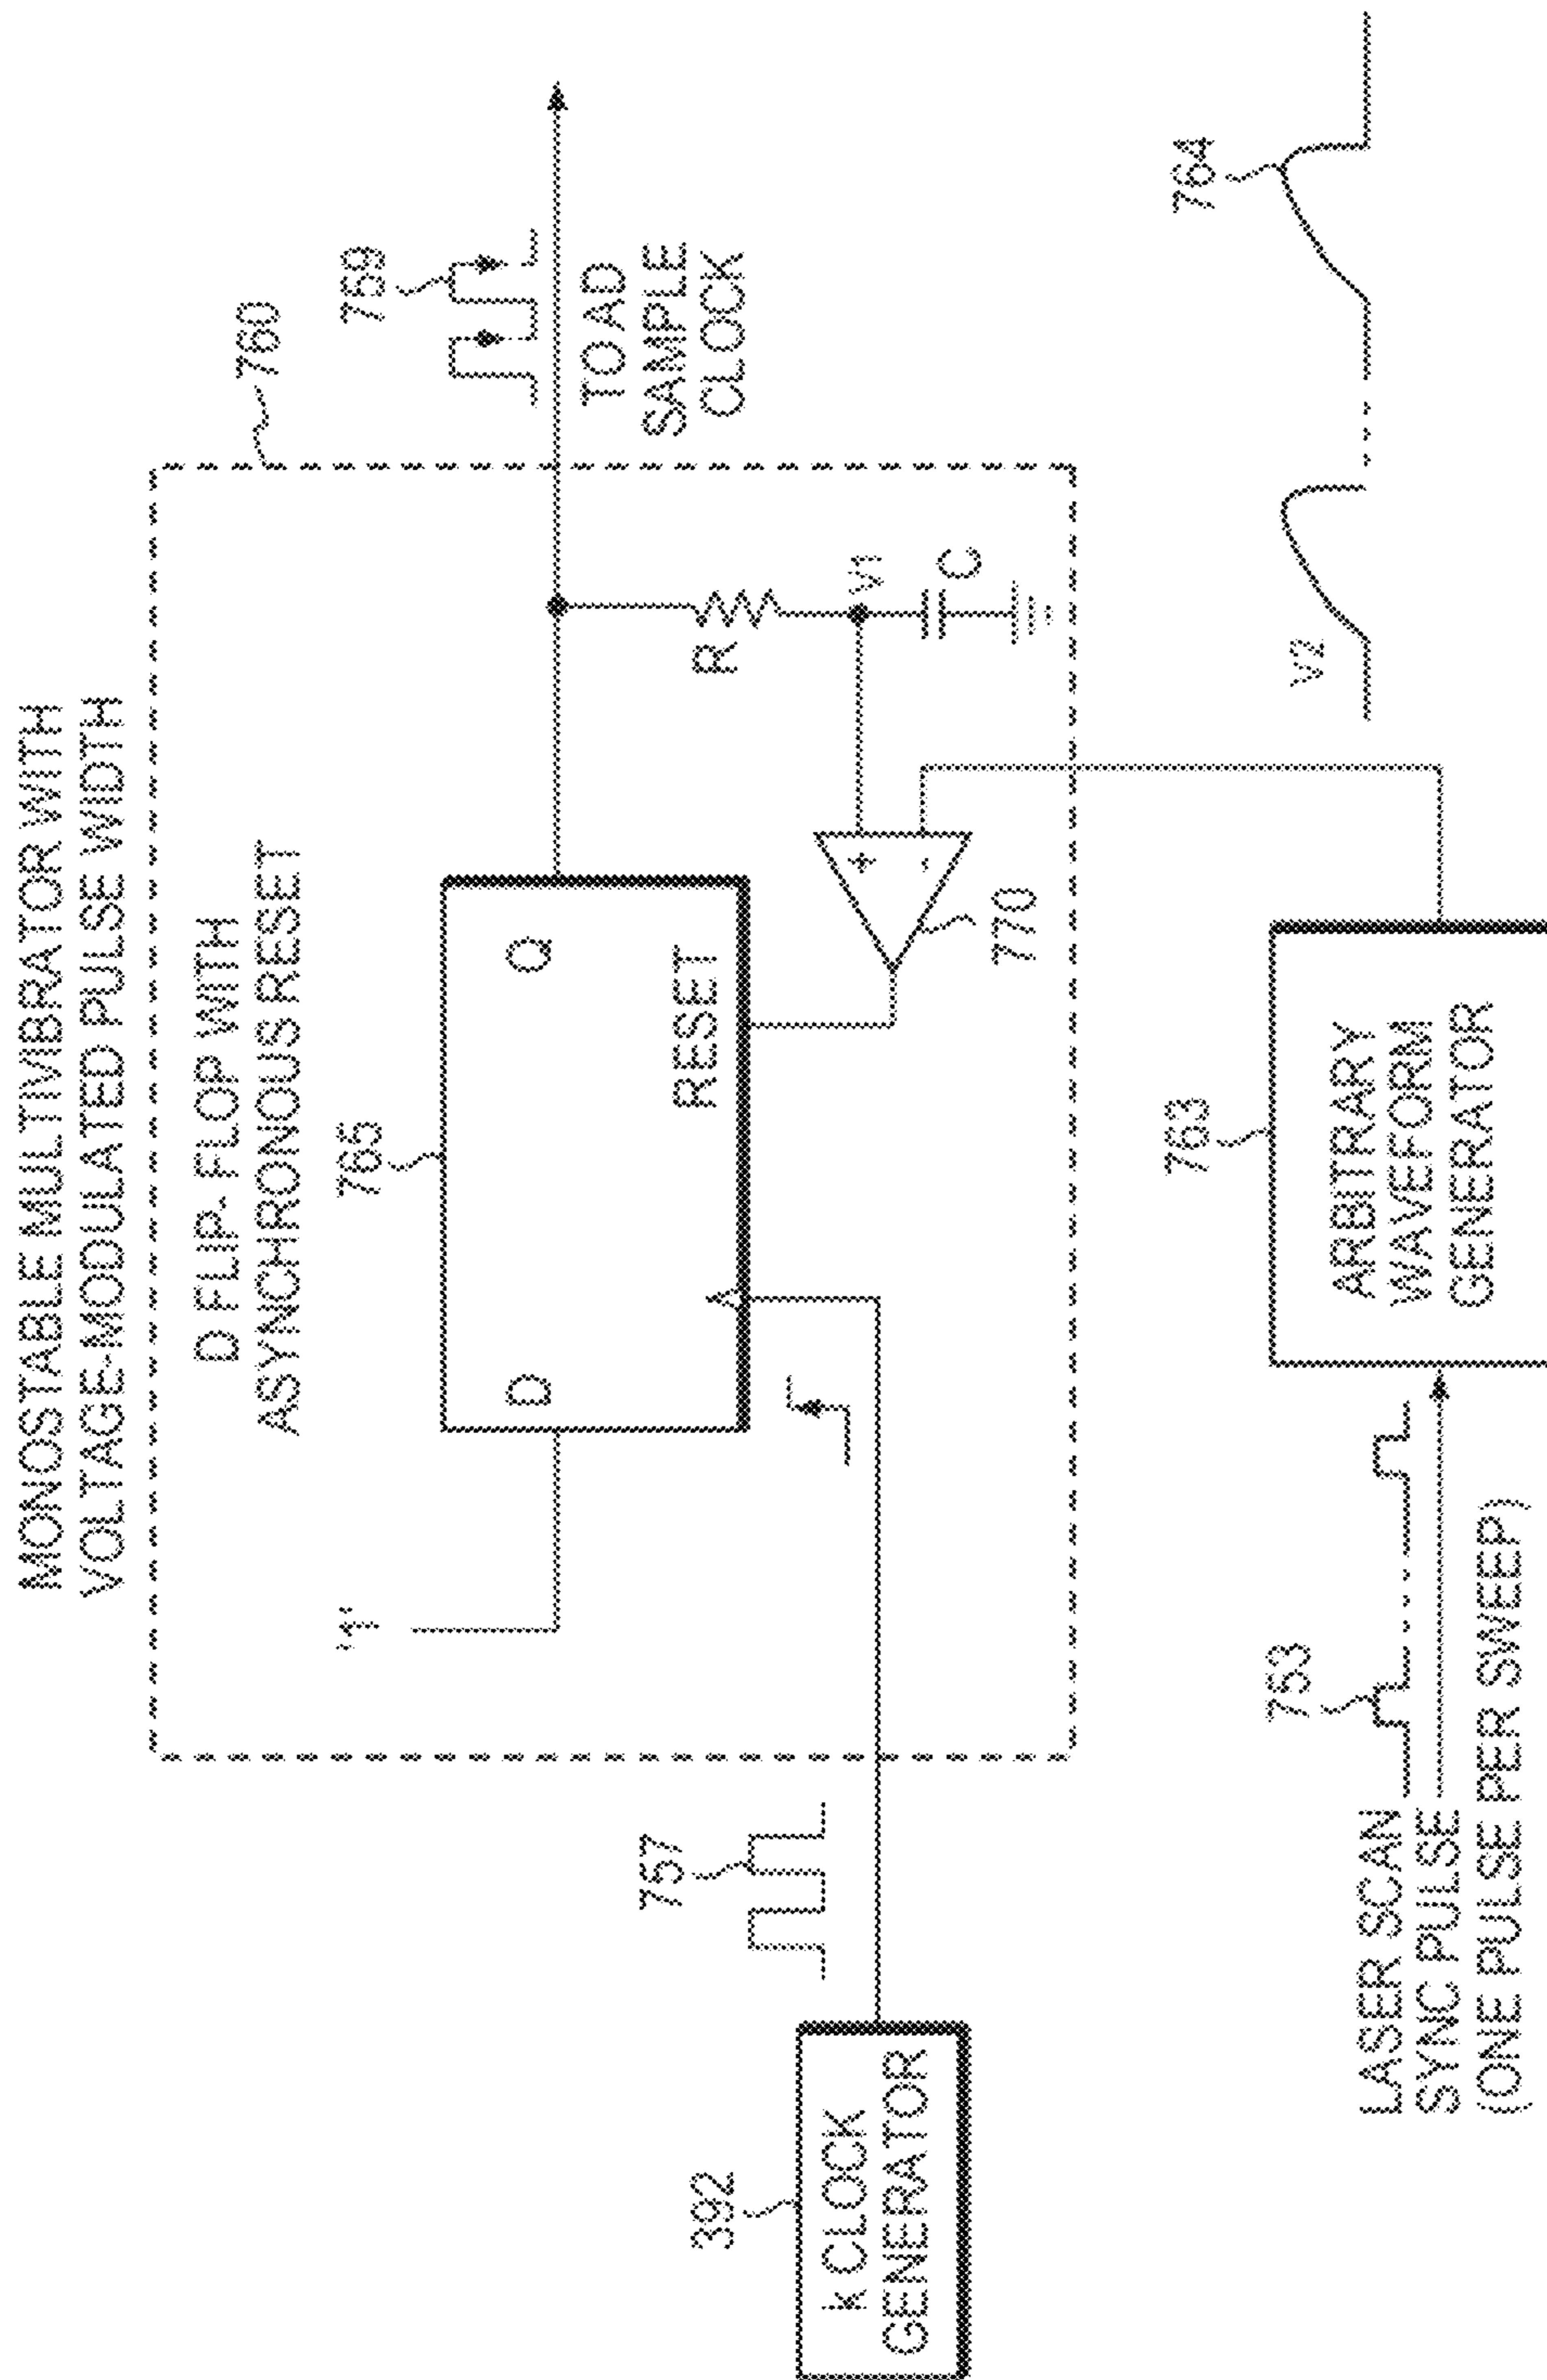 MONOSTABLE MULTIVIBRATOR WITH
VOLTAGE-MODULATED PULSE WIDTH
760
D FLIP-FLOP WITH
ASYNCHRONOUS RESET
765
759
'1'
D
Q
RESET
TO AD
SAMPLE
CLOCK
R
V1
C
+
-
770
757
392
k CLOCK
GENERATOR
764
V2
763
ARBITRARY
WAVEFORM
GENERATOR
753
LASER SCAN
SYNC PULSE
(ONE PULSE PER SWEEP)